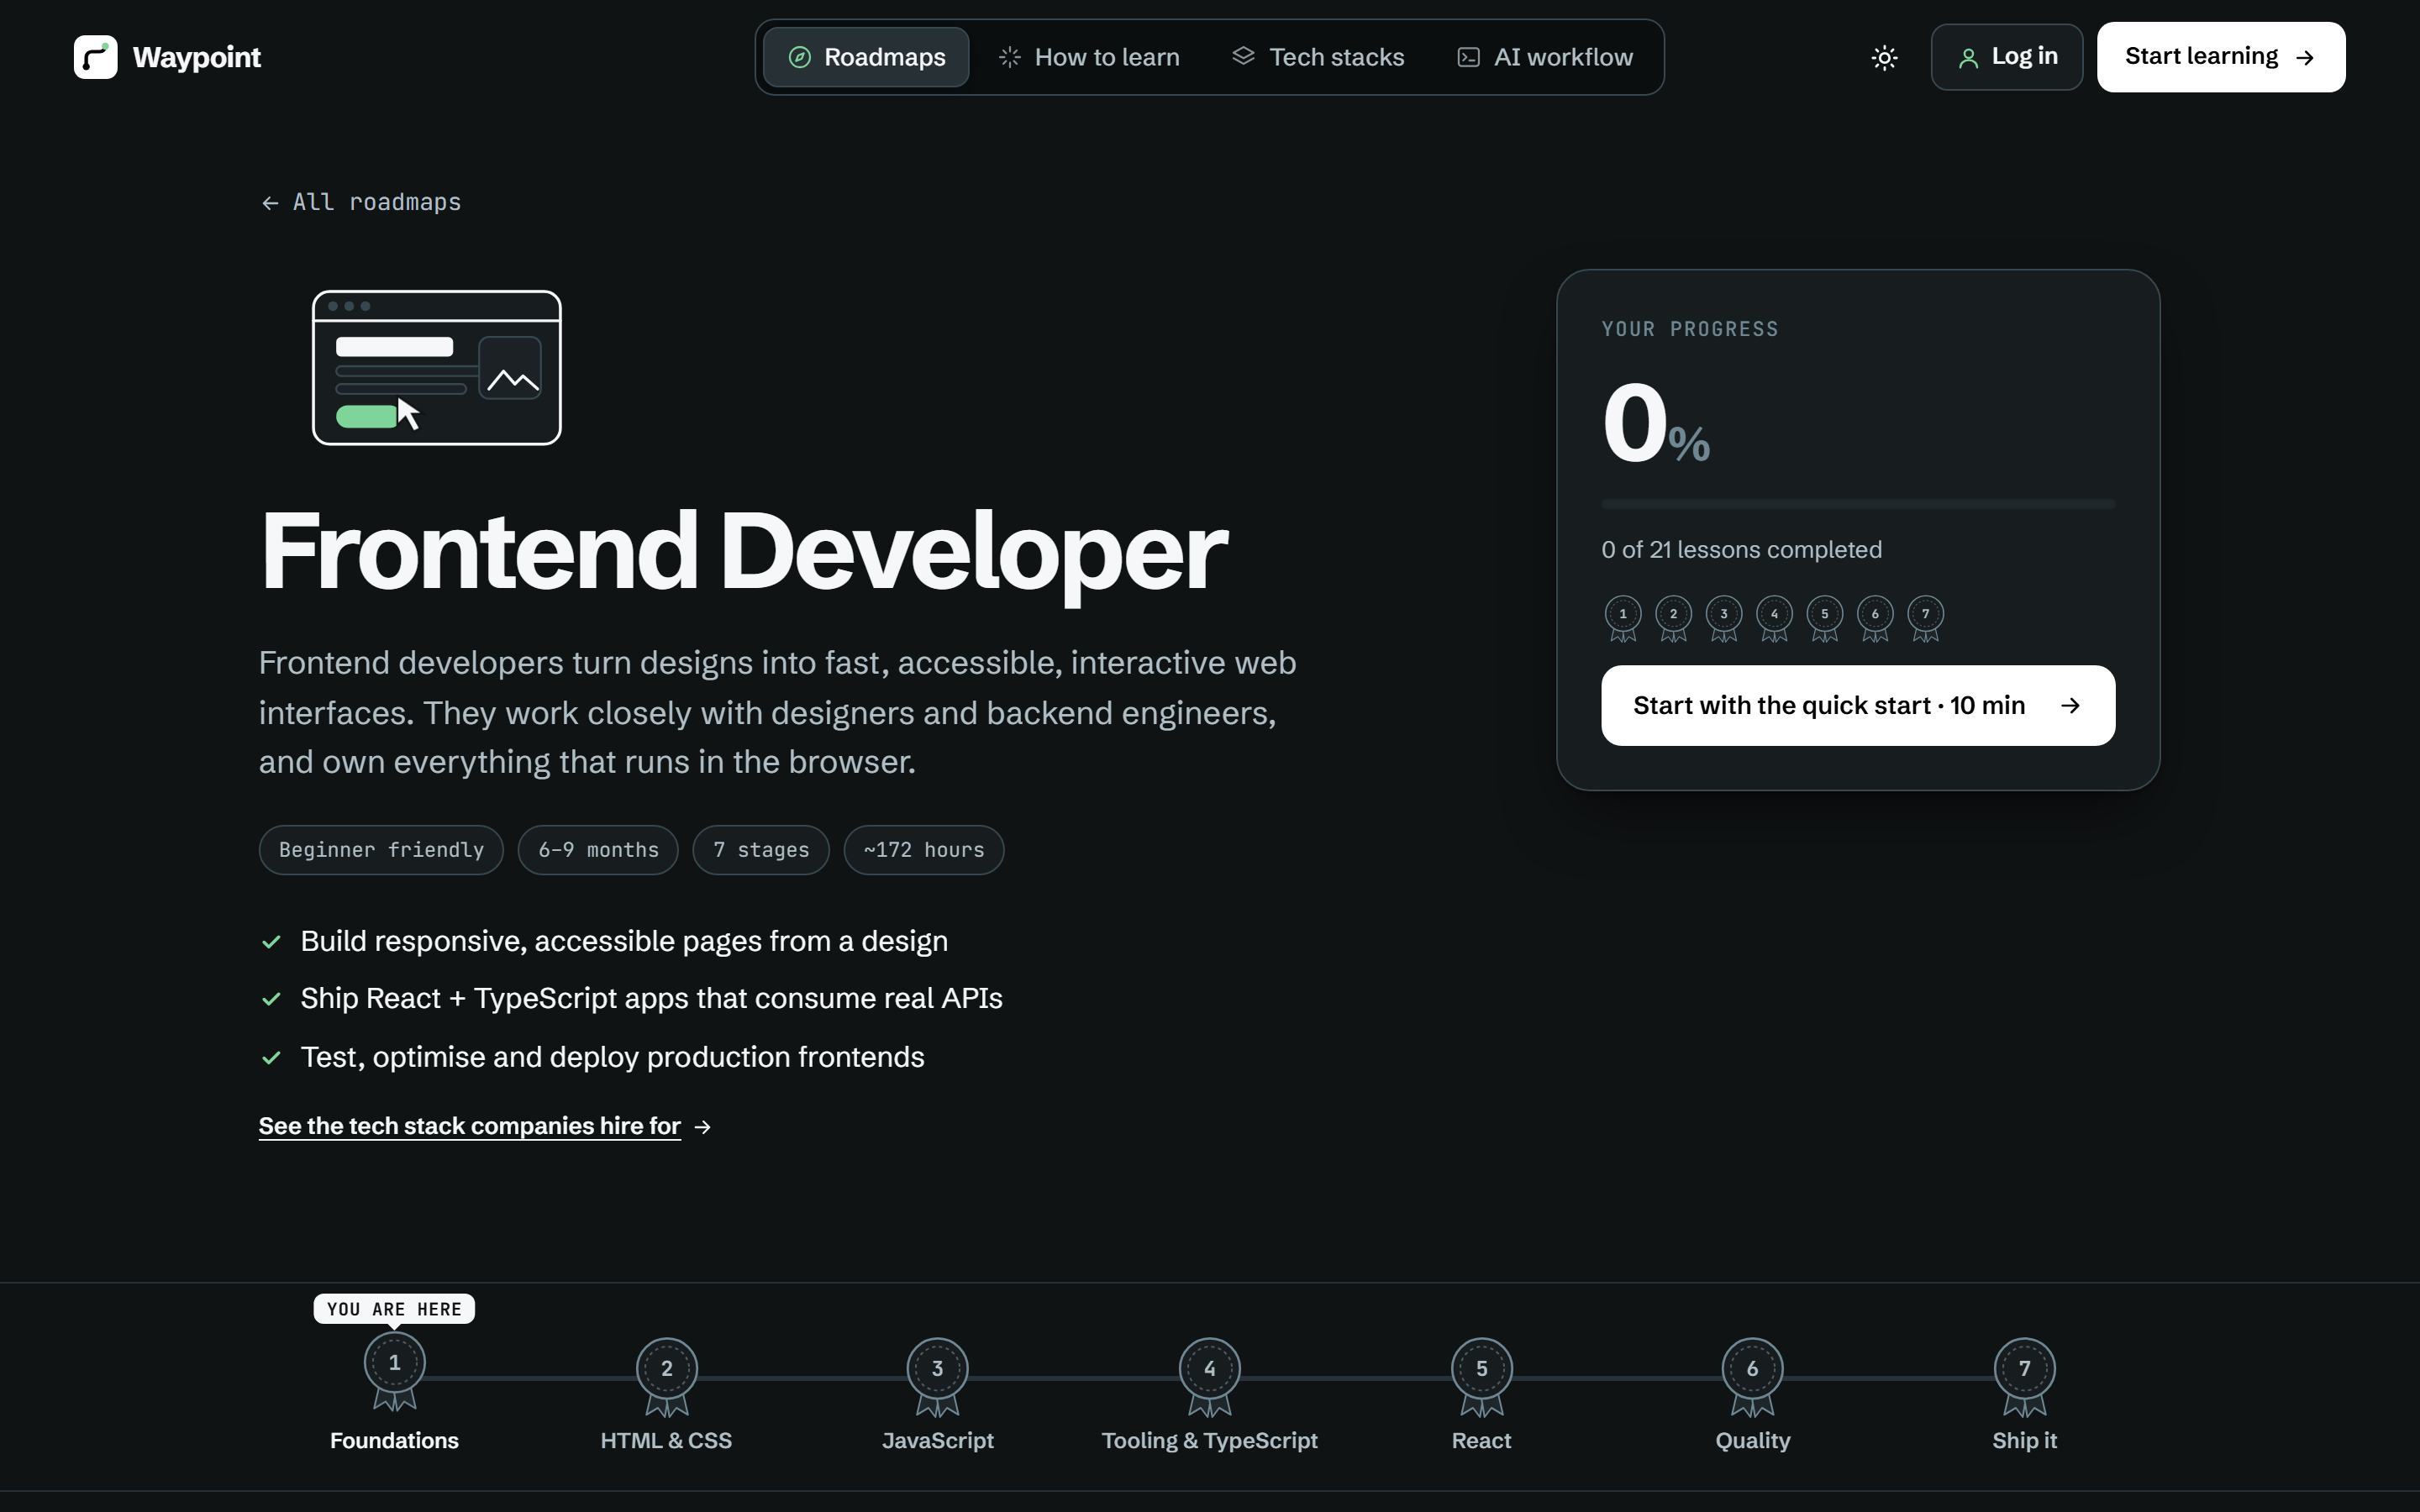 Waypoint
Roadmaps
How to learn
Tech stacks
AI workflow
Log in
Start learning →
← All roadmaps
Frontend Developer
Frontend developers turn designs into fast, accessible, interactive web
interfaces. They work closely with designers and backend engineers,
and own everything that runs in the browser.
Beginner friendly
6–9 months
7 stages
~172 hours
Build responsive, accessible pages from a design
Ship React + TypeScript apps that consume real APIs
Test, optimise and deploy production frontends
See the tech stack companies hire for →
YOUR PROGRESS
0%
0 of 21 lessons completed
1 2 3 4 5 6 7
Start with the quick start · 10 min →
YOU ARE HERE
1 2 3 4 5 6 7
Foundations
HTML & CSS
JavaScript
Tooling & TypeScript
React
Quality
Ship it